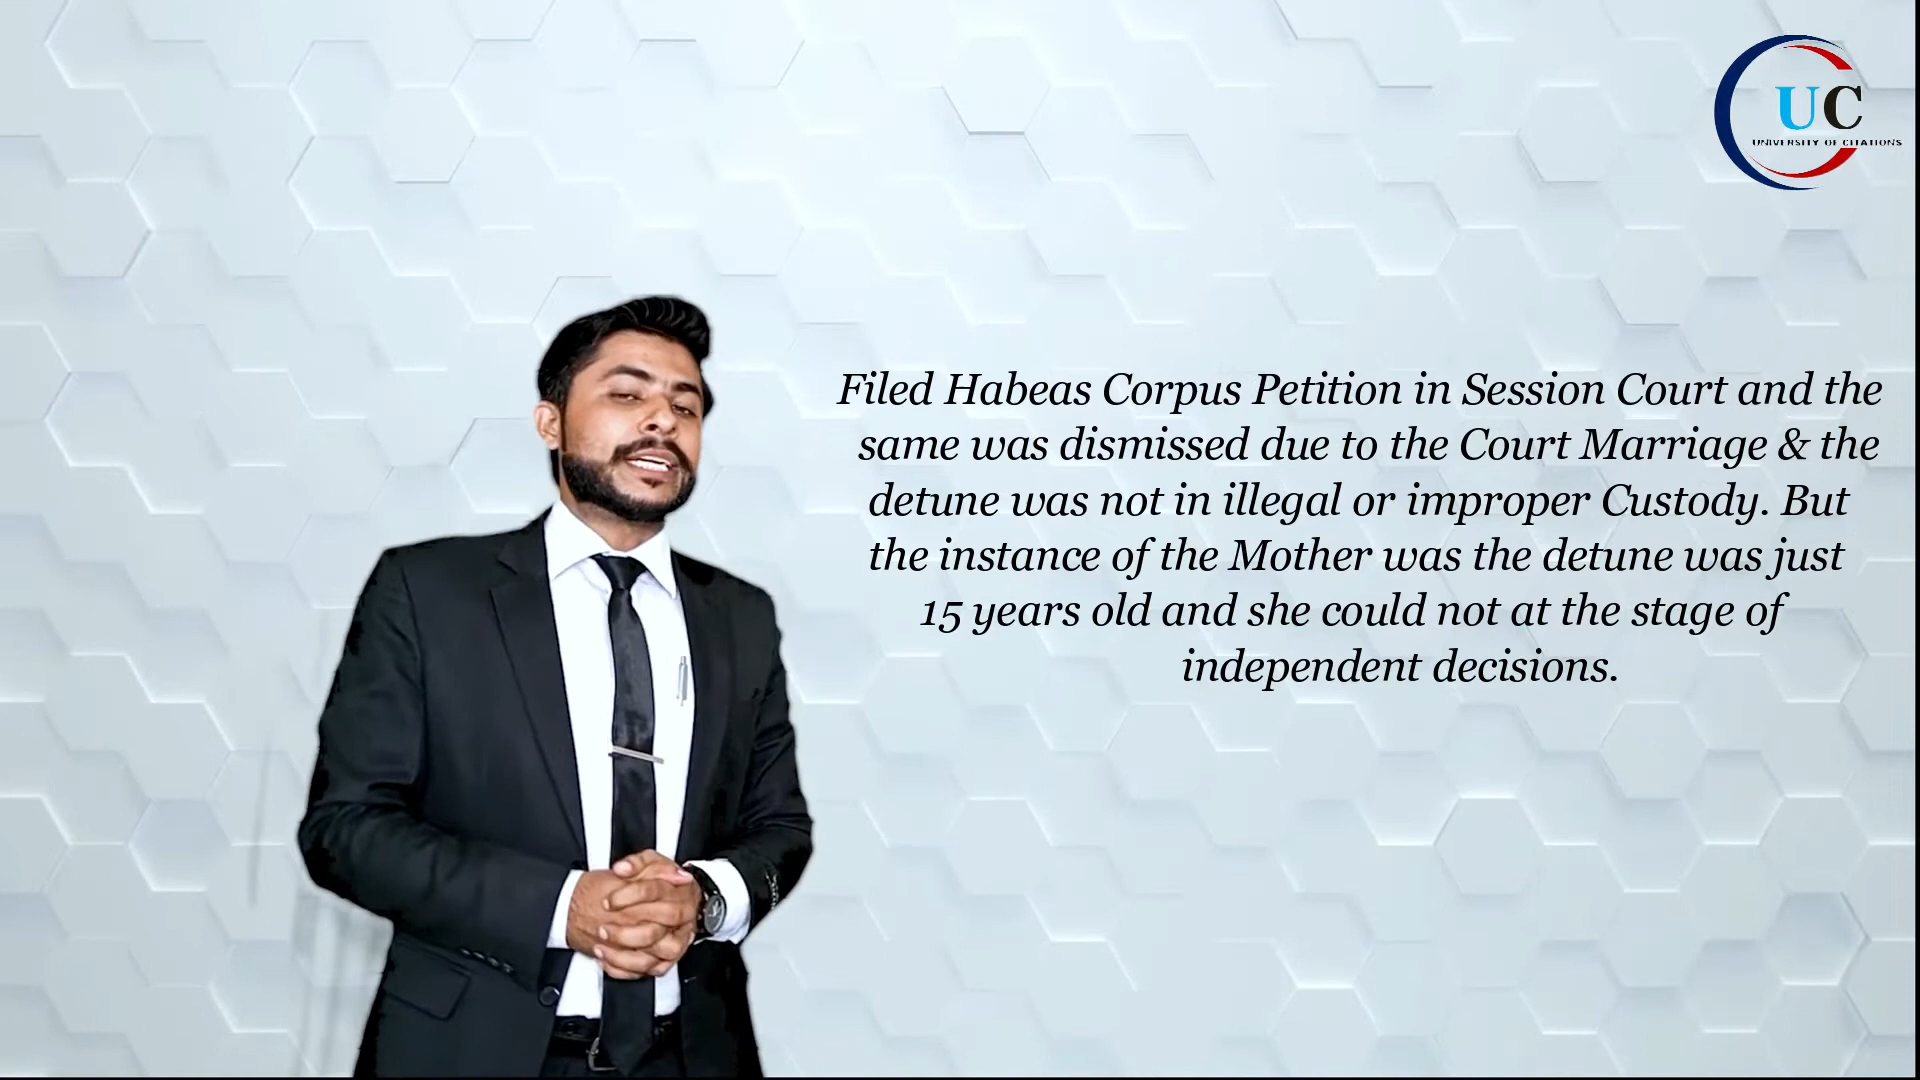 UC
UNIVERSITY OF CITATIONS
Filed Habeas Corpus Petition in Session Court and the
same was dismissed due to the Court Marriage & the
detune was not in illegal or improper Custody. But
the instance of the Mother was the detune was just
15 years old and she could not at the stage of
independent decisions.